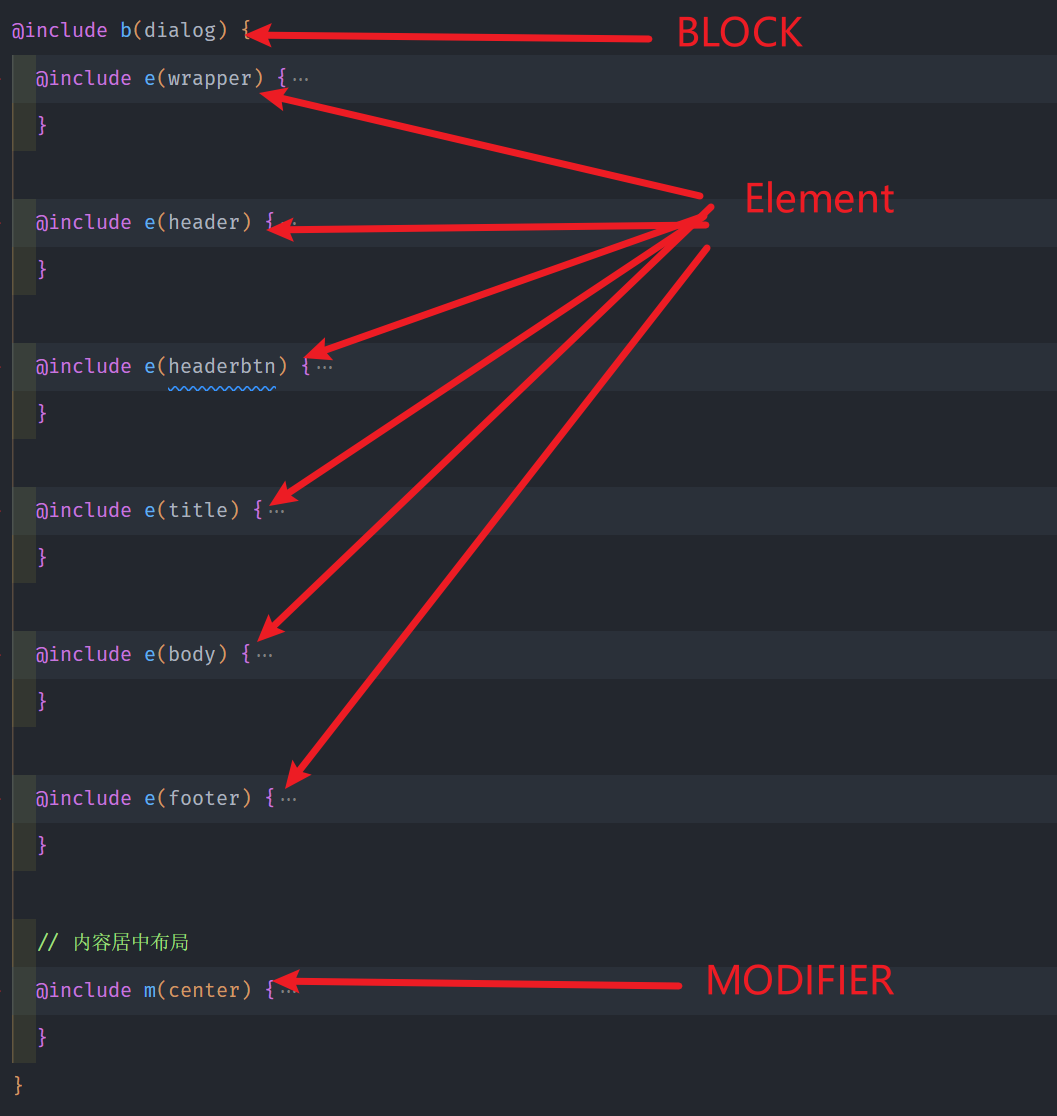 @include b(dialog) { BLOCK
@include e(wrapper) { ...
}
Element
@include e(header) { ...
}
@include e(headerbtn) { ...
}
@include e(title) { ...
}
@include e(body) { ...
}
@include e(footer) { ...
}
// 内容居中布局
@include m(center) { ... MODIFIER
}
}